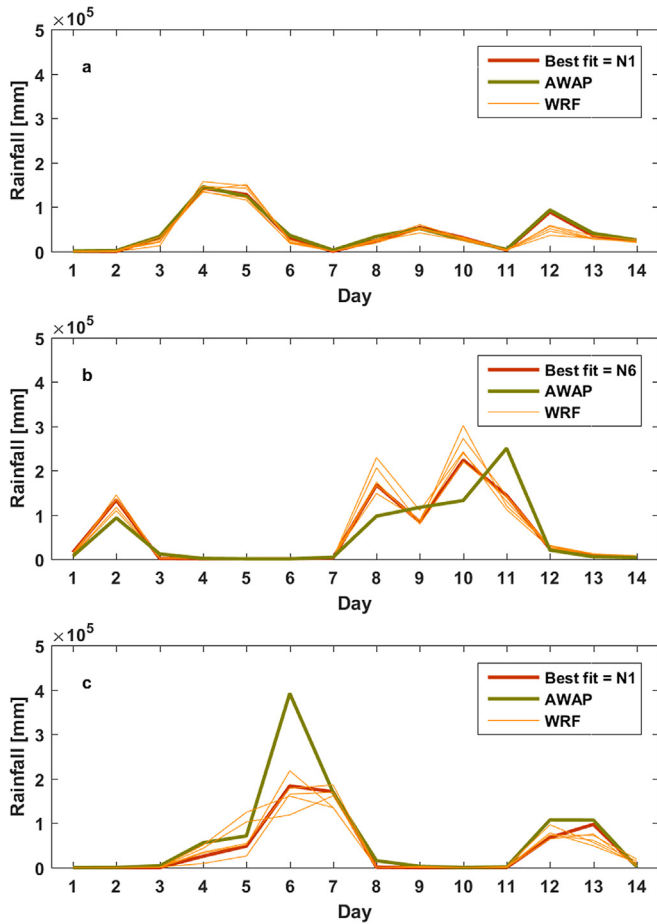 ×10⁵
5
a
Best fit = N1
AWAP
WRF
4
3
2
1
0
Rainfall [mm]
1 2 3 4 5 6 7 8 9 10 11 12 13 14
Day
×10⁵
5
b
Best fit = N6
AWAP
WRF
4
3
2
1
0
Rainfall [mm]
1 2 3 4 5 6 7 8 9 10 11 12 13 14
Day
×10⁵
5
c
Best fit = N1
AWAP
WRF
4
3
2
1
0
Rainfall [mm]
1 2 3 4 5 6 7 8 9 10 11 12 13 14
Day